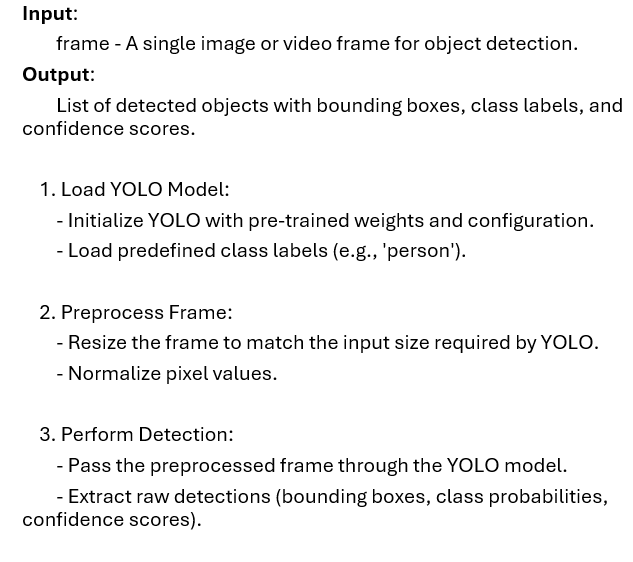 Input:
frame - A single image or video frame for object detection.
Output:
List of detected objects with bounding boxes, class labels, and
confidence scores.
1. Load YOLO Model:
- Initialize YOLO with pre-trained weights and configuration.
- Load predefined class labels (e.g., 'person').
2. Preprocess Frame:
- Resize the frame to match the input size required by YOLO.
- Normalize pixel values.
3. Perform Detection:
- Pass the preprocessed frame through the YOLO model.
- Extract raw detections (bounding boxes, class probabilities,
confidence scores).